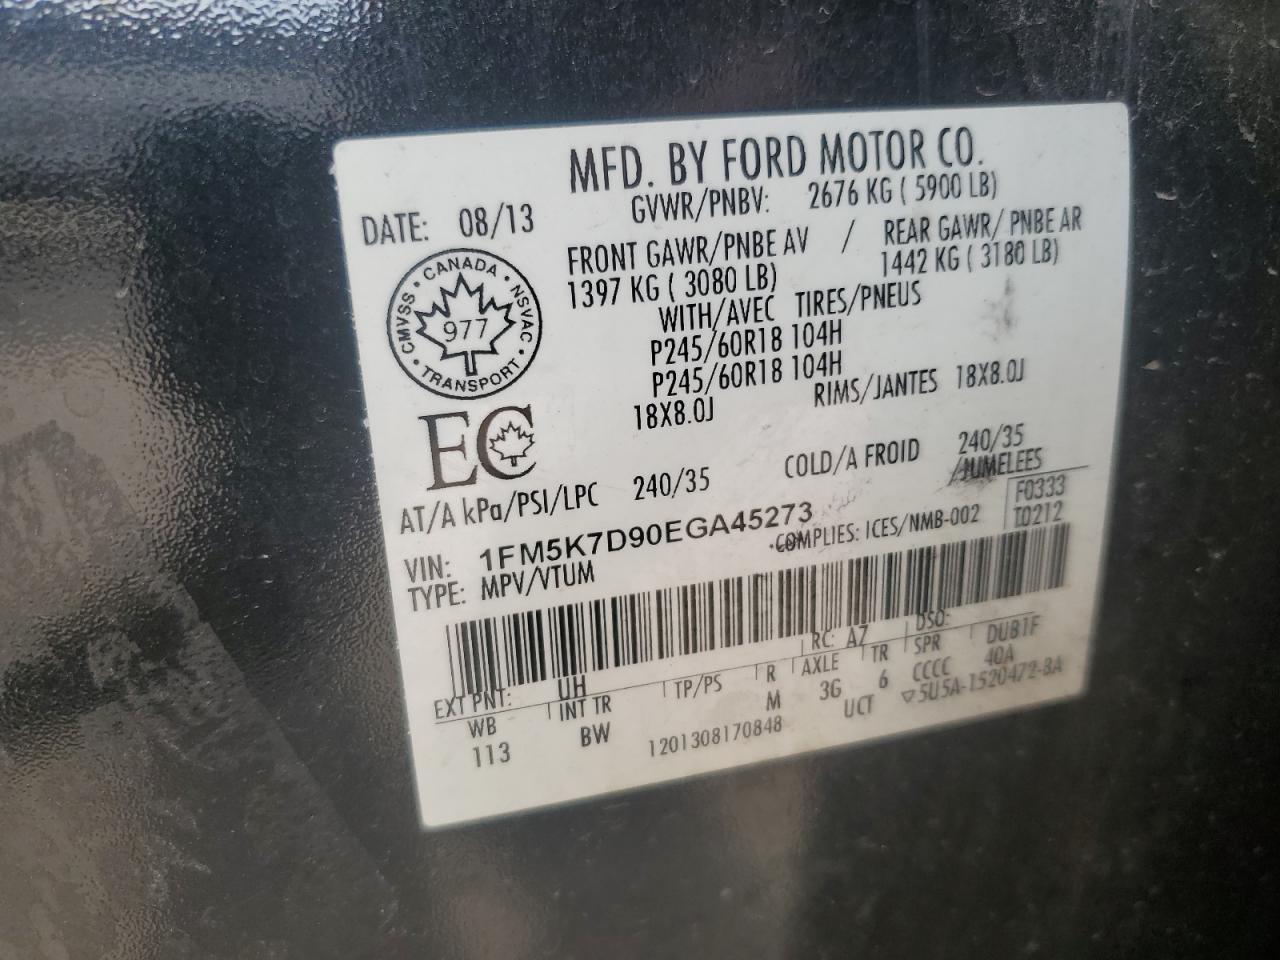 MFD. BY FORD MOTOR CO.
DATE: 08/13
GVWR/PNBV: 2676 KG ( 5900 LB)
FRONT GAWR/PNBE AV / REAR GAWR/ PNBE AR
1397 KG ( 3080 LB) 1442 KG ( 3180 LB)
WITH/AVEC TIRES/PNEUS
P245/60R18 104H
P245/60R18 104H
18X8.0J RIMS/JANTES 18X8.0J
CANADA
CMVSS NSVAC
977
TRANSPORT
EC
AT/A kPa/PSI/LPC 240/35 COLD/A FROID 240/35
/JUMELEES
VIN: 1FM5K7D90EGA45273
F0333
T0212
COMPLIES: ICES/NMB-002
TYPE: MPV/VTUM
EXT PNT: UH RC: AZ DSO:
WB INT TR TP/PS R AXLE TR SPR DUB1F
113 BW M 3G 6 CCCC 40A
1201308170848 UCT 5U5A-1520472-BA